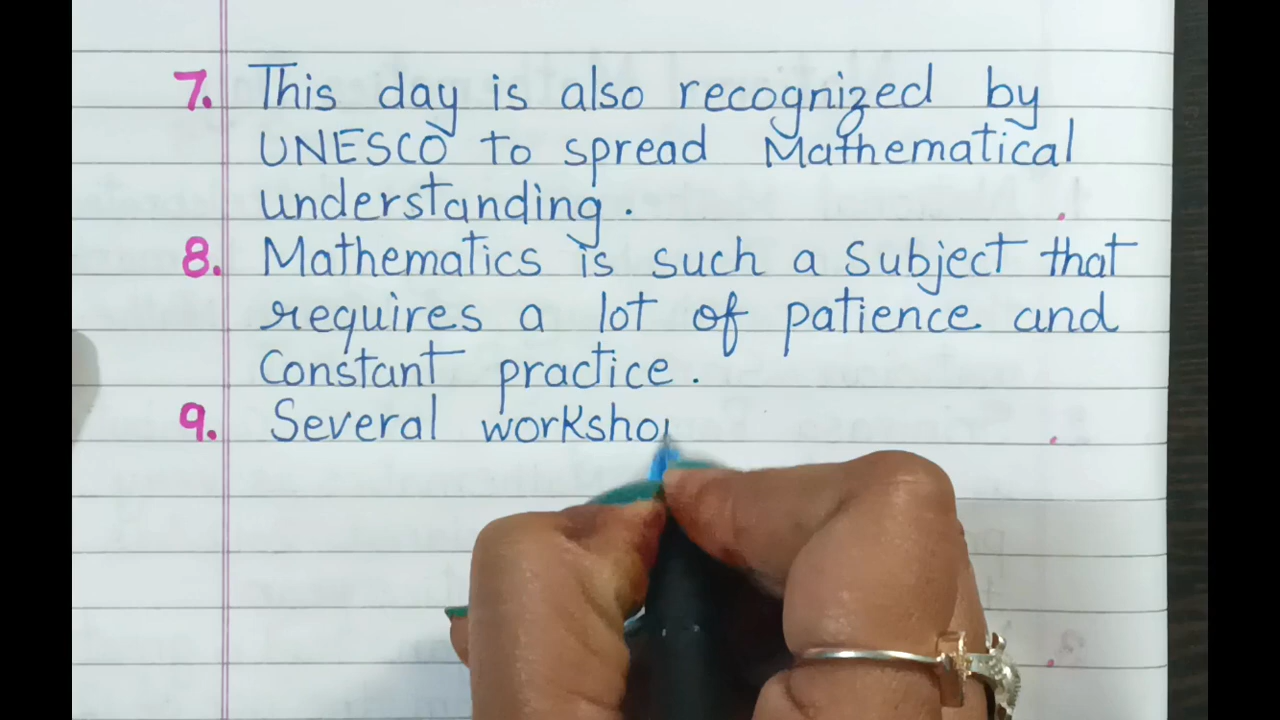 7. This day is also recognized by
UNESCO to spread Mathematical
understanding.
8. Mathematics is such a Subject that
requires a lot of patience and
Constant practice.
9. Several